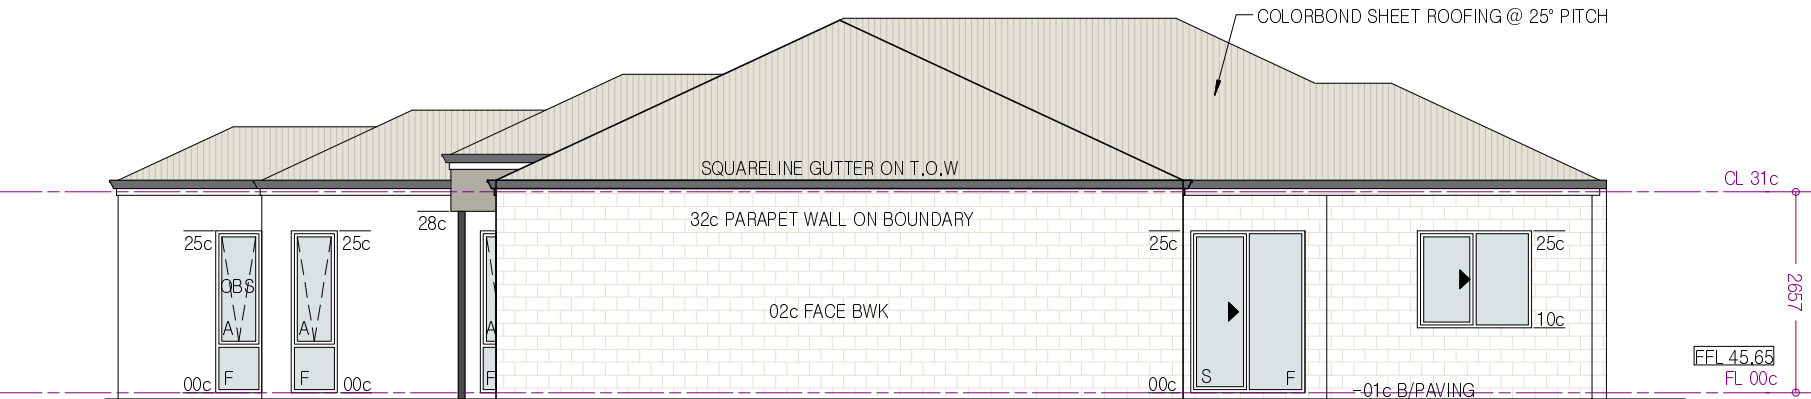 COLORBOND SHEET ROOFING @ 25° PITCH
SQUARELINE GUTTER ON T.O.W
CL 31c
28c
32c PARAPET WALL ON BOUNDARY
25c
25c
25c
25c
OBS
2657
02c FACE BWK
10c
A
A
A
FFL 45.65
F
F
F
S
F
FL 00c
00c
00c
00c
-01c B/PAVING